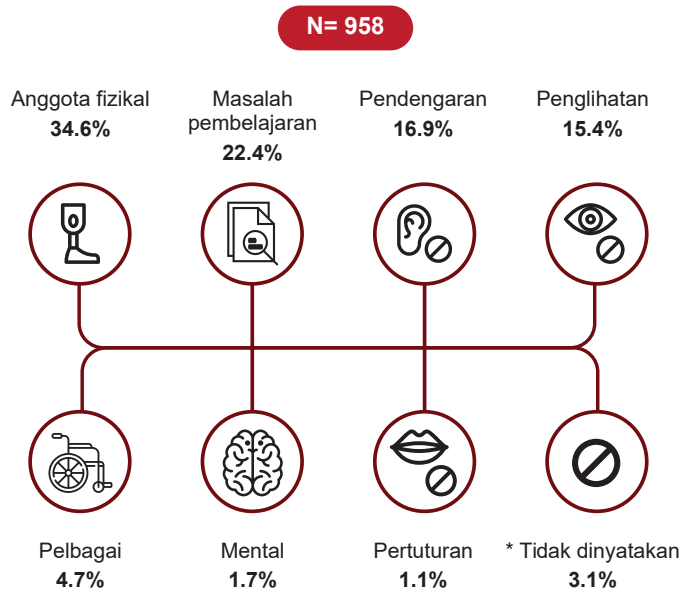 N= 958
Anggota fizikal
34.6%
Masalah
pembelajaran
22.4%
Pendengaran
16.9%
Penglihatan
15.4%
Pelbagai
4.7%
Mental
1.7%
Pertuturan
1.1%
* Tidak dinyatakan
3.1%